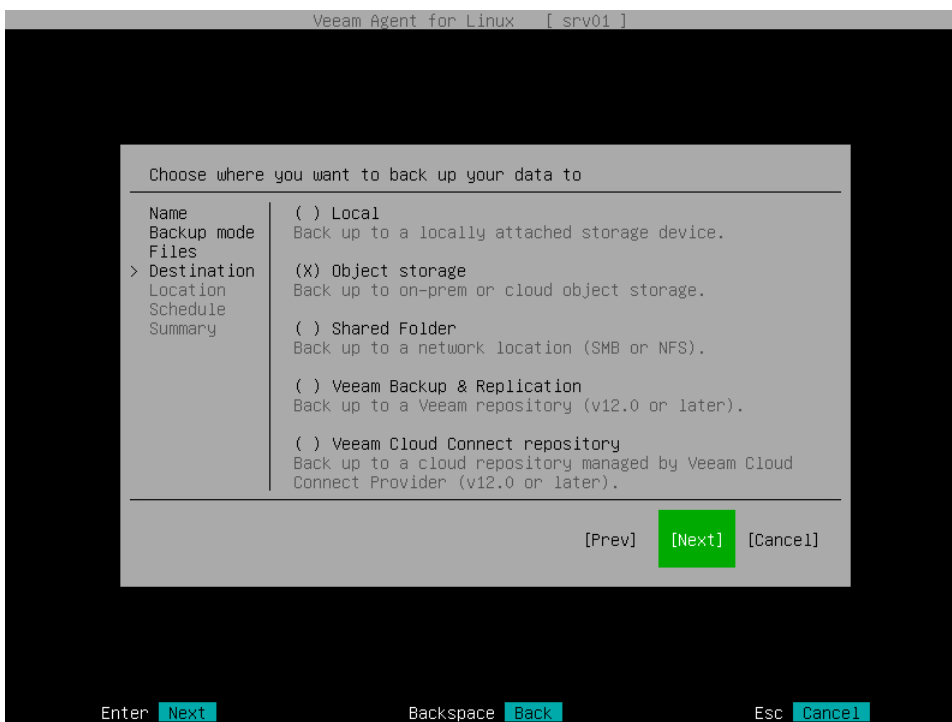 Veeam Agent for Linux [ srv01 ]
Choose where you want to back up your data to
Name
Backup mode
Files
> Destination
Location
Schedule
Summary
( ) Local
Back up to a locally attached storage device.
(X) Object storage
Back up to on-prem or cloud object storage.
( ) Shared Folder
Back up to a network location (SMB or NFS).
( ) Veeam Backup & Replication
Back up to a Veeam repository (v12.0 or later).
( ) Veeam Cloud Connect repository
Back up to a cloud repository managed by Veeam Cloud
Connect Provider (v12.0 or later).
[Prev] [Next] [Cancel]
Enter Next Backspace Back Esc Cancel